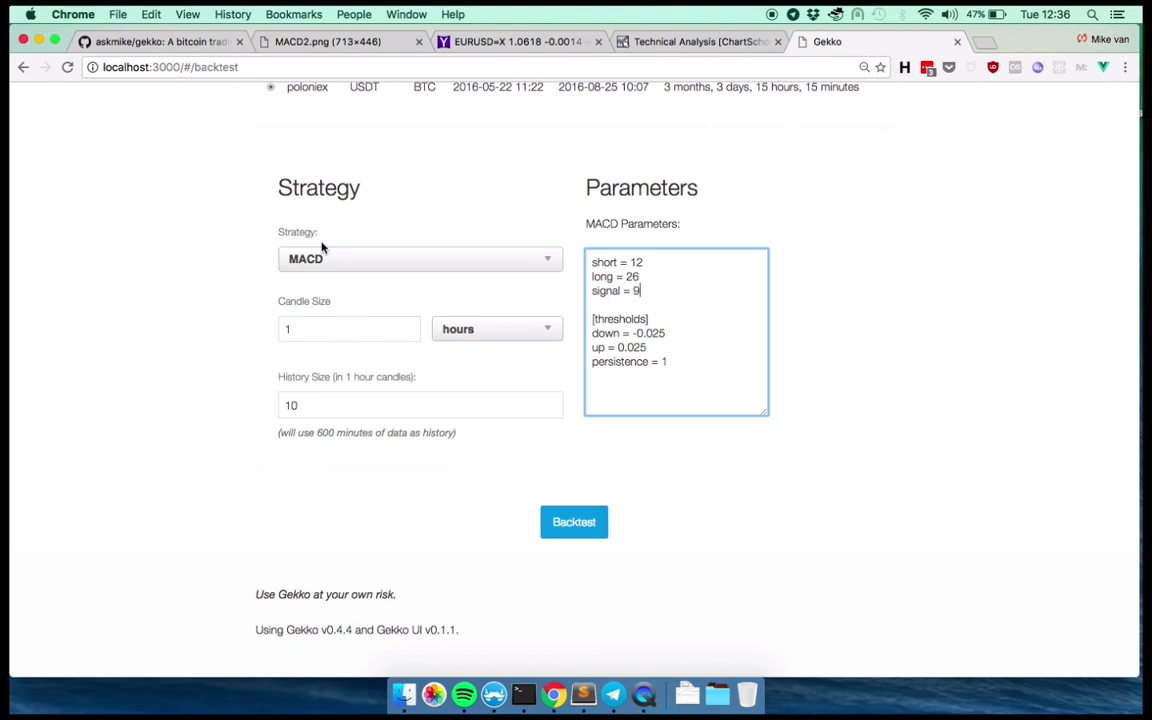 Chrome File Edit View History Bookmarks People Window Help 47% Tue 12:36
askmike/gekko: A bitcoin tradi MACD2.png (713×446) EURUSD=X 1.0618 -0.0014 - Technical Analysis [ChartScho Gekko Mike van
localhost:3000/#/backtest
poloniex USDT BTC 2016-05-22 11:22 2016-08-25 10:07 3 months, 3 days, 15 hours, 15 minutes
Strategy
Parameters
Strategy:
MACD Parameters:
MACD
short = 12
long = 26
signal = 9
[thresholds]
down = -0.025
up = 0.025
persistence = 1
Candle Size
1 hours
History Size (in 1 hour candles):
10
(will use 600 minutes of data as history)
Backtest
Use Gekko at your own risk.
Using Gekko v0.4.4 and Gekko UI v0.1.1.